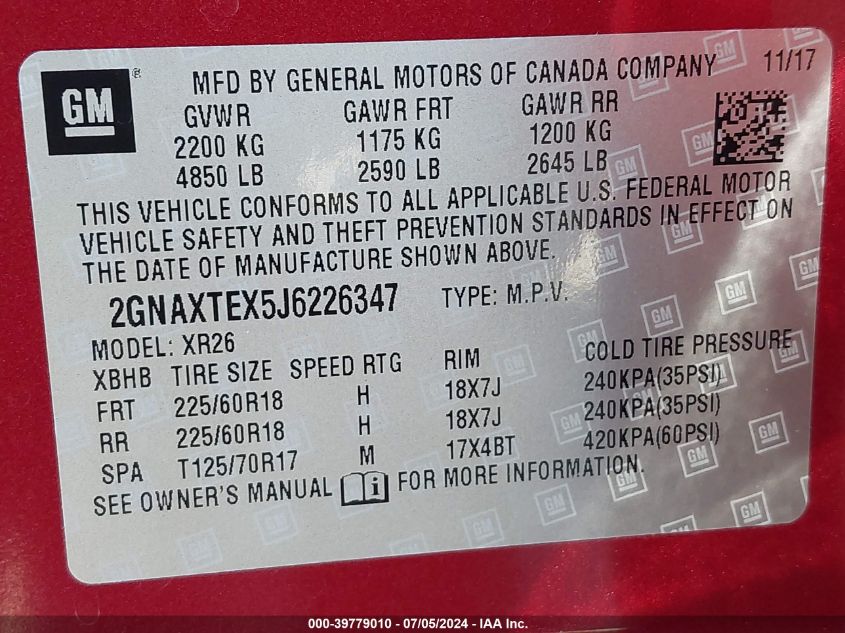 GM ® MFD BY GENERAL MOTORS OF CANADA COMPANY 11/17
GVWR GAWR FRT GAWR RR
2200 KG 1175 KG 1200 KG
4850 LB 2590 LB 2645 LB
THIS VEHICLE CONFORMS TO ALL APPLICABLE U.S. FEDERAL MOTOR
VEHICLE SAFETY AND THEFT PREVENTION STANDARDS IN EFFECT ON
THE DATE OF MANUFACTURE SHOWN ABOVE.
2GNAXTEX5J6226347 TYPE: M.P.V.
MODEL: XR26
XBHB TIRE SIZE SPEED RTG RIM COLD TIRE PRESSURE
FRT 225/60R18 H 18X7J 240KPA(35PSI)
RR 225/60R18 H 18X7J 240KPA(35PSI)
SPA T125/70R17 M 17X4BT 420KPA(60PSI)
SEE OWNER'S MANUAL i FOR MORE INFORMATION.
000-39779010 - 07/05/2024 - IAA Inc.